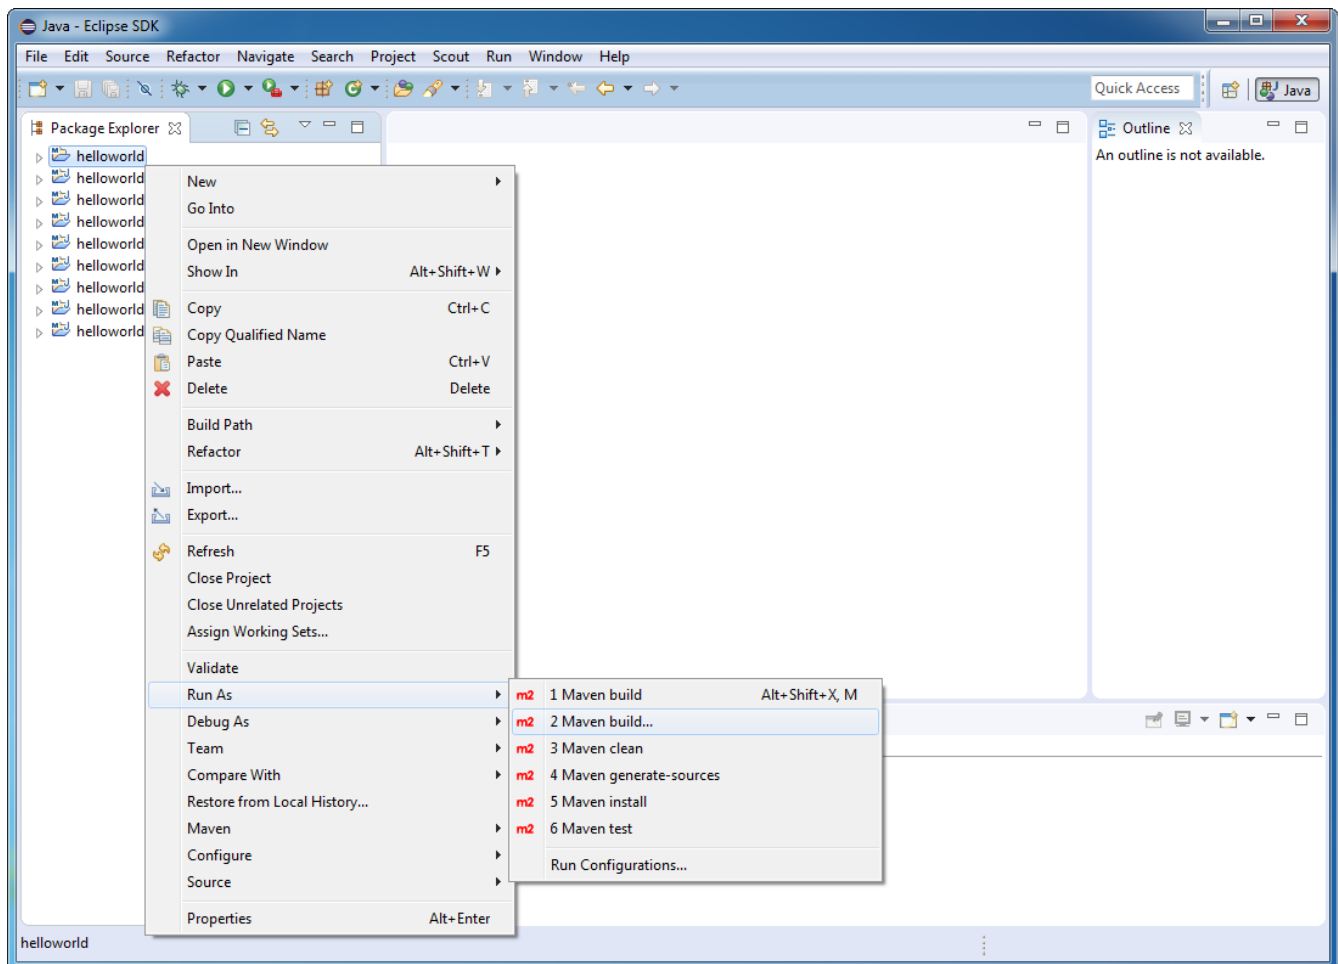 Java - Eclipse SDK
File Edit Source Refactor Navigate Search Project Scout Run Window Help
Quick Access
Java
Package Explorer
Outline
helloworld
An outline is not available.
helloworld
helloworld
helloworld
helloworld
helloworld
helloworld
helloworld
helloworld
New
Go Into
Open in New Window
Show In Alt+Shift+W
Copy Ctrl+C
Copy Qualified Name
Paste Ctrl+V
Delete Delete
Build Path
Refactor Alt+Shift+T
Import...
Export...
Refresh F5
Close Project
Close Unrelated Projects
Assign Working Sets...
Validate
Run As
Debug As
Team
Compare With
Restore from Local History...
Maven
Configure
Source
Properties Alt+Enter
m2 1 Maven build Alt+Shift+X, M
m2 2 Maven build...
m2 3 Maven clean
m2 4 Maven generate-sources
m2 5 Maven install
m2 6 Maven test
Run Configurations...
helloworld